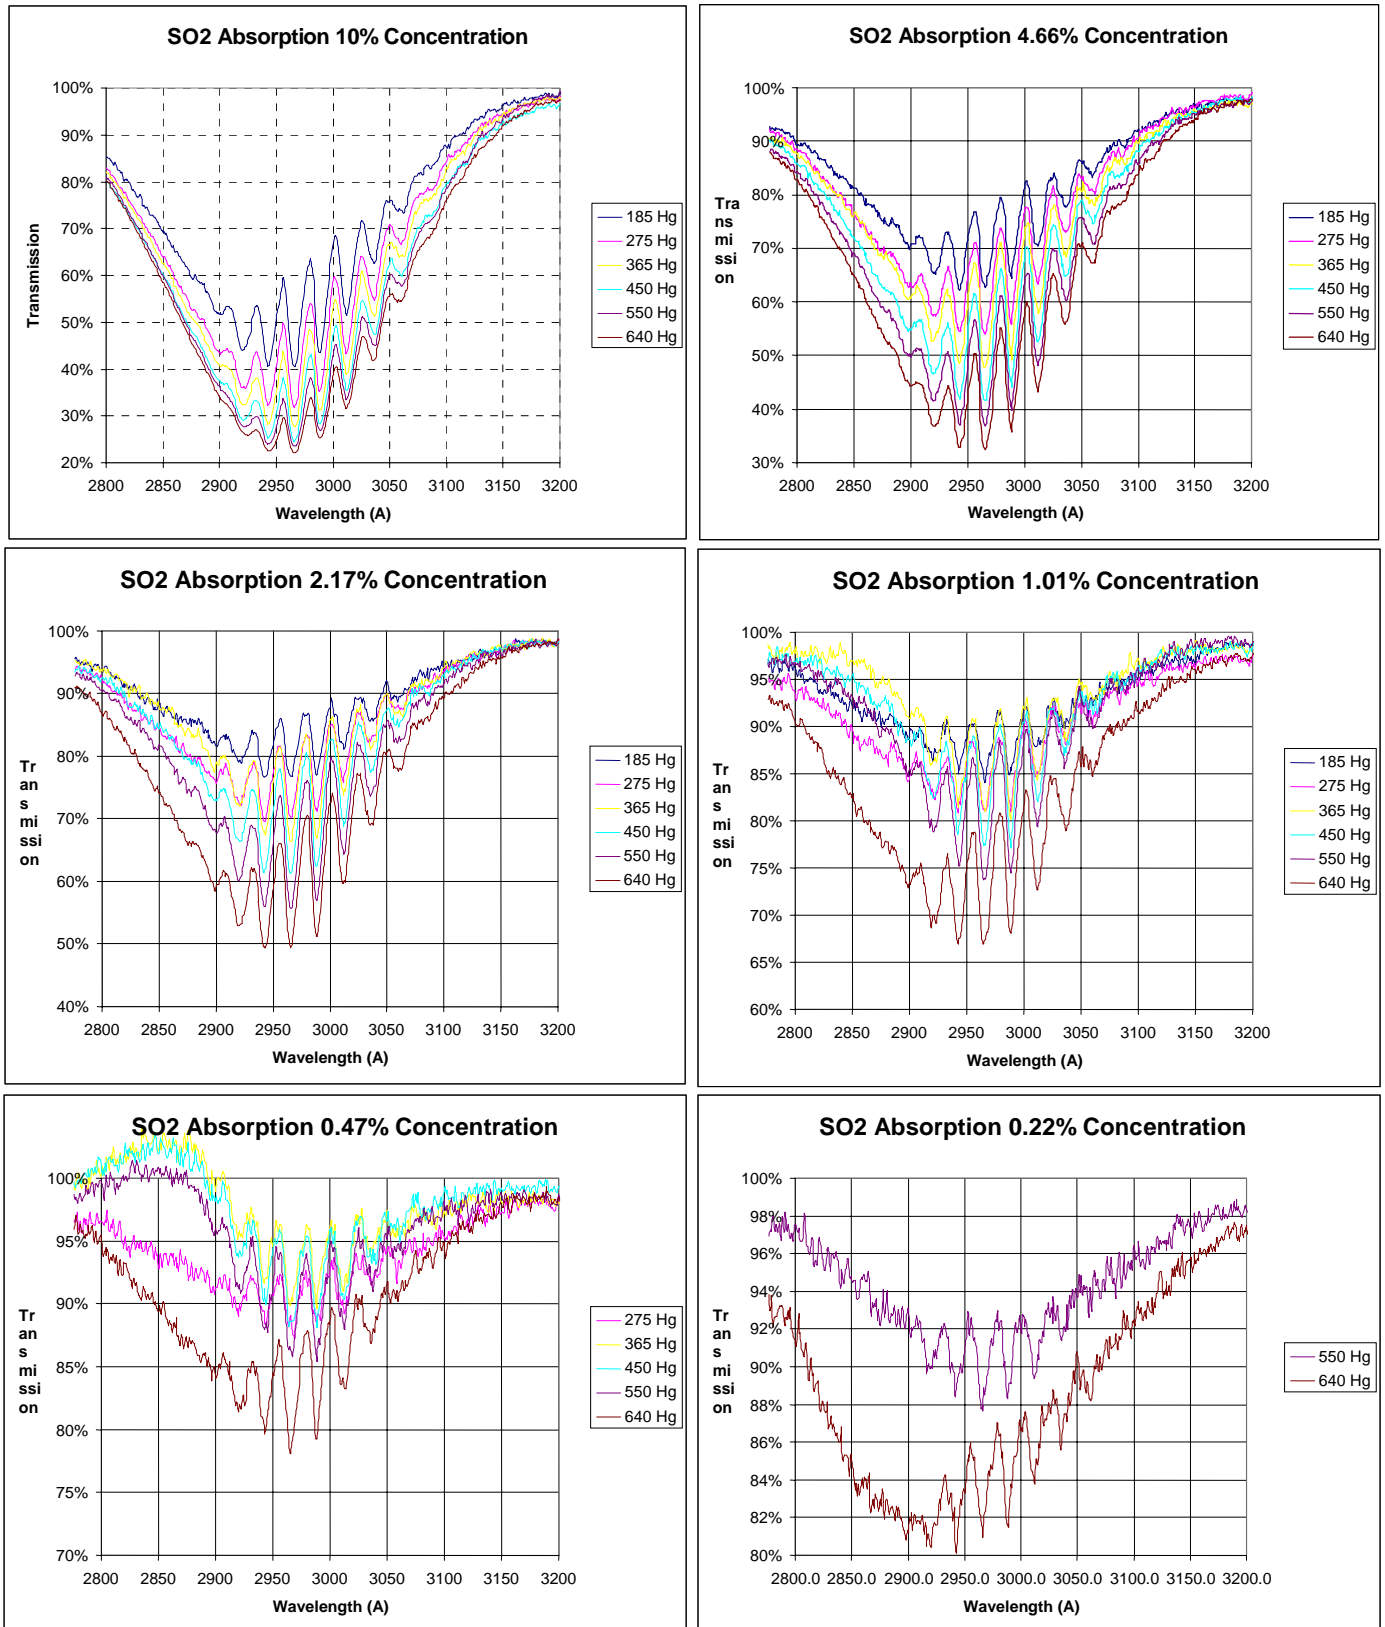 SO2 Absorption 10% Concentration
100%
90%
80%
70%
60%
50%
40%
30%
20%
Transmission
2800 2850 2900 2950 3000 3050 3100 3150 3200
Wavelength (A)
185 Hg
275 Hg
365 Hg
450 Hg
550 Hg
640 Hg
SO2 Absorption 4.66% Concentration
100%
90%
80%
70%
60%
50%
40%
30%
Tra
ns
mi
ssi
on
2800 2850 2900 2950 3000 3050 3100 3150 3200
Wavelength (A)
185 Hg
275 Hg
365 Hg
450 Hg
550 Hg
640 Hg
SO2 Absorption 2.17% Concentration
100%
90%
80%
70%
60%
50%
40%
Tr
an
s
mi
ssi
on
2800 2850 2900 2950 3000 3050 3100 3150 3200
Wavelength (A)
185 Hg
275 Hg
365 Hg
450 Hg
550 Hg
640 Hg
SO2 Absorption 1.01% Concentration
100%
95%
90%
85%
80%
75%
70%
65%
60%
Tr
an
s
mi
ssi
on
2800 2850 2900 2950 3000 3050 3100 3150 3200
Wavelength (A)
185 Hg
275 Hg
365 Hg
450 Hg
550 Hg
640 Hg
SO2 Absorption 0.47% Concentration
100%
95%
90%
85%
80%
75%
70%
Tr
an
s
mi
ssi
on
2800 2850 2900 2950 3000 3050 3100 3150 3200
Wavelength (A)
275 Hg
365 Hg
450 Hg
550 Hg
640 Hg
SO2 Absorption 0.22% Concentration
100%
98%
96%
94%
92%
90%
88%
86%
84%
82%
80%
Tr
an
s
mi
ssi
on
2800.0 2850.0 2900.0 2950.0 3000.0 3050.0 3100.0 3150.0 3200.0
Wavelength (A)
550 Hg
640 Hg